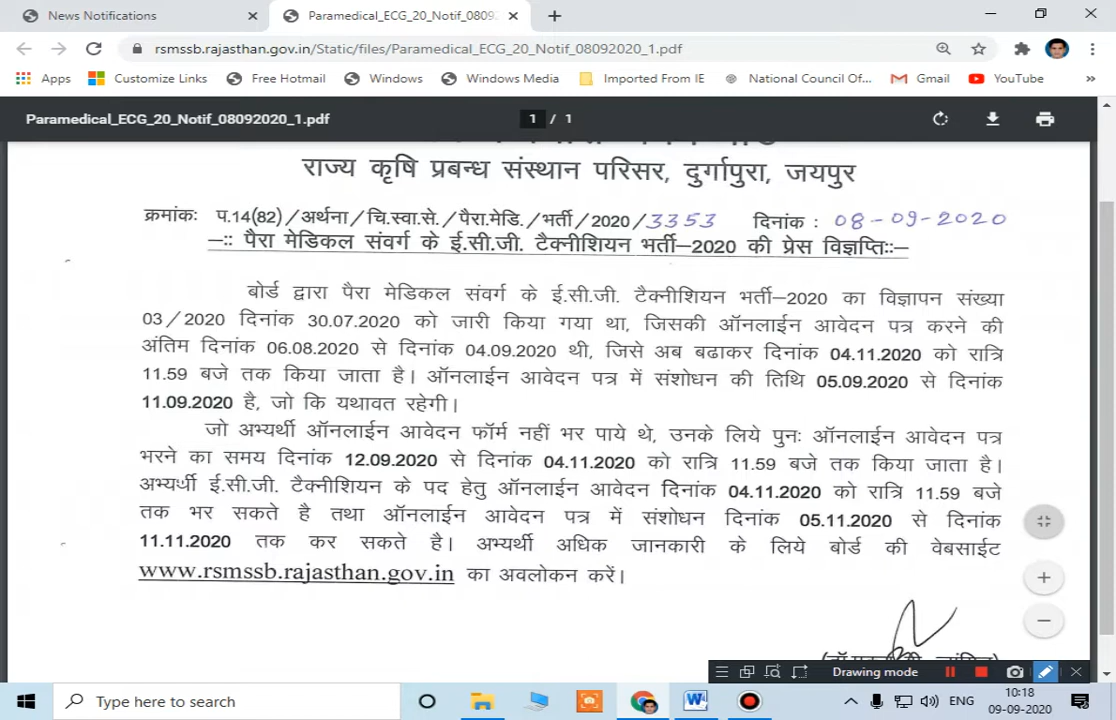 News Notifications
Paramedical_ECG_20_Notif_0809202
rsmssb.rajasthan.gov.in/Static/files/Paramedical_ECG_20_Notif_08092020_1.pdf
Apps Customize Links Free Hotmail Windows Windows Media Imported From IE National Council Of... Gmail YouTube »
Paramedical_ECG_20_Notif_08092020_1.pdf 1 / 1
राज्य कृषि प्रबन्ध संस्थान परिसर, दुर्गापुरा, जयपुर
क्रमांकः प.14(82)/अर्थना/चि.स्वा.से./पैरा.मेडि./भर्ती/2020/3353 दिनांक : 08-09-2020
-:: पैरा मेडिकल संवर्ग के ई.सी.जी. टैक्नीशियन भर्ती-2020 की प्रेस विज्ञप्तिः:-
बोर्ड द्वारा पैरा मेडिकल संवर्ग के ई.सी.जी. टैक्नीशियन भर्ती-2020 का विज्ञापन संख्या
03/2020 दिनांक 30.07.2020 को जारी किया गया था, जिसकी ऑनलाईन आवेदन पत्र करने की
अंतिम दिनांक 06.08.2020 से दिनांक 04.09.2020 थी, जिसे अब बढाकर दिनांक 04.11.2020 को रात्रि
11.59 बजे तक किया जाता है। ऑनलाईन आवेदन पत्र में संशोधन की तिथि 05.09.2020 से दिनांक
11.09.2020 है, जो कि यथावत रहेगी।
जो अभ्यर्थी ऑनलाईन आवेदन फॉर्म नहीं भर पाये थे, उनके लिये पुनः ऑनलाईन आवेदन पत्र
भरने का समय दिनांक 12.09.2020 से दिनांक 04.11.2020 को रात्रि 11.59 बजे तक किया जाता है।
अभ्यर्थी ई.सी.जी. टैक्नीशियन के पद हेतु ऑनलाईन आवेदन दिनांक 04.11.2020 को रात्रि 11.59 बजे
तक भर सकते है तथा ऑनलाईन आवेदन पत्र में संशोधन दिनांक 05.11.2020 से दिनांक
11.11.2020 तक कर सकते है। अभ्यर्थी अधिक जानकारी के लिये बोर्ड की वेबसाईट
www.rsmssb.rajasthan.gov.in का अवलोकन करें।
Drawing mode
Type here to search
ENG
10:18
09-09-2020